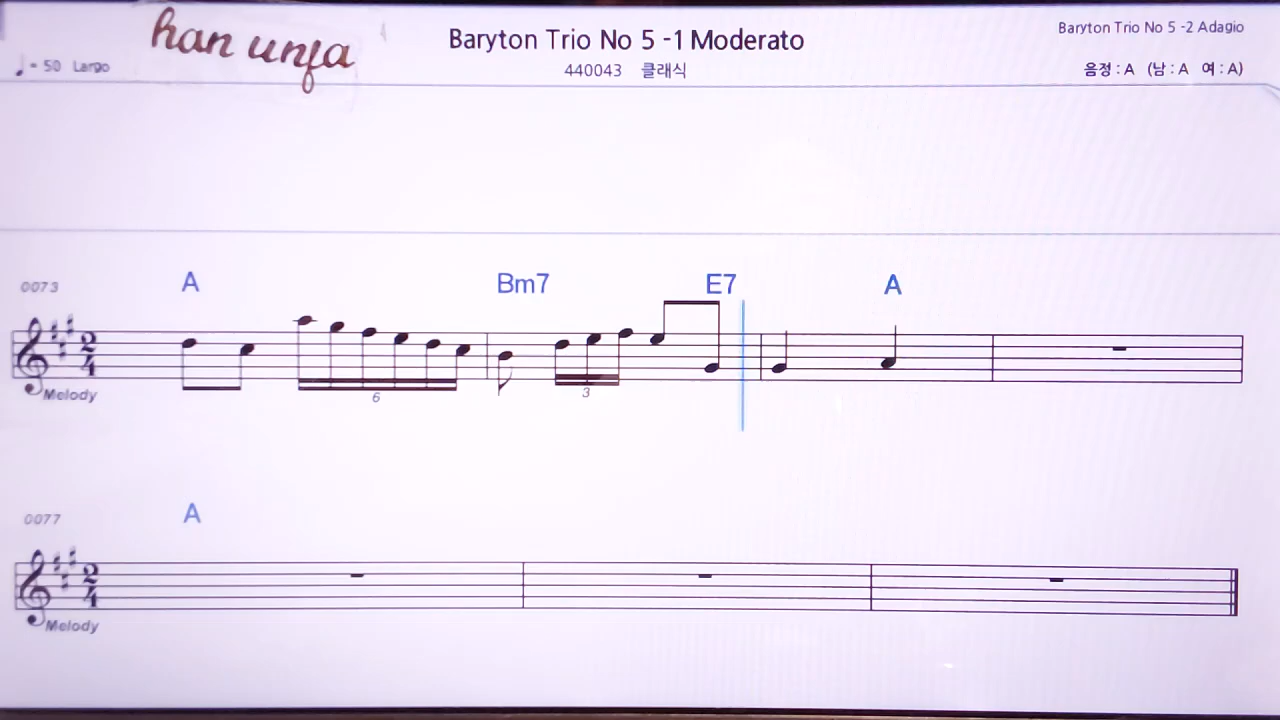 han unfa
Baryton Trio No 5 -1 Moderato
Baryton Trio No 5 -2 Adagio
♩ = 50 Largo
440043 클래식
음정 : A (남 : A 여 : A)
0073 A Bm7 E7 A
2
4
Melody
6 3
0077 A
2
4
Melody